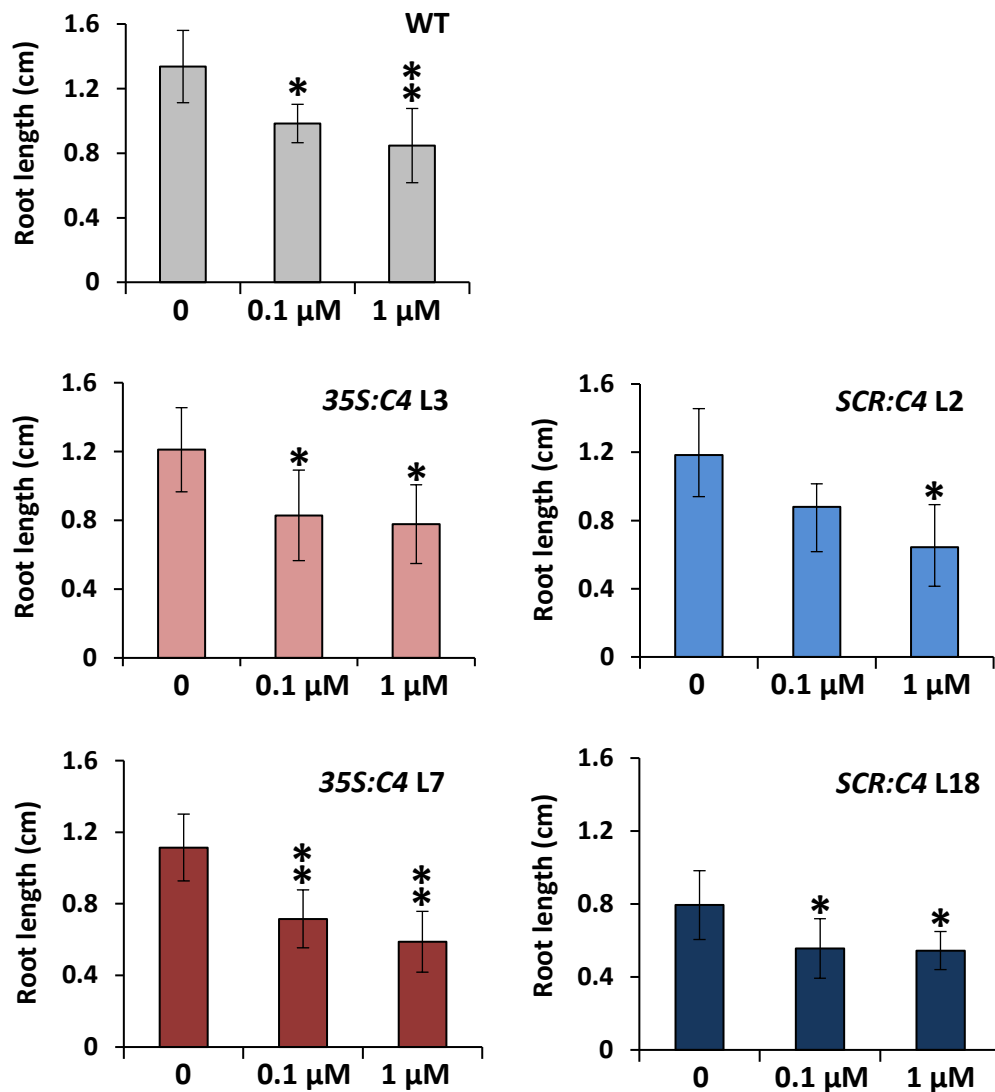 WT
Root length (cm)
1.6
1.2
0.8
0.4
0
*
*
*
0 0.1 µM 1 µM
35S:C4 L3
Root length (cm)
1.6
1.2
0.8
0.4
0
* *
0 0.1 µM 1 µM
SCR:C4 L2
Root length (cm)
1.6
1.2
0.8
0.4
0
*
0 0.1 µM 1 µM
35S:C4 L7
Root length (cm)
1.6
1.2
0.8
0.4
0
* *
* *
0 0.1 µM 1 µM
SCR:C4 L18
Root length (cm)
1.6
1.2
0.8
0.4
0
* *
0 0.1 µM 1 µM